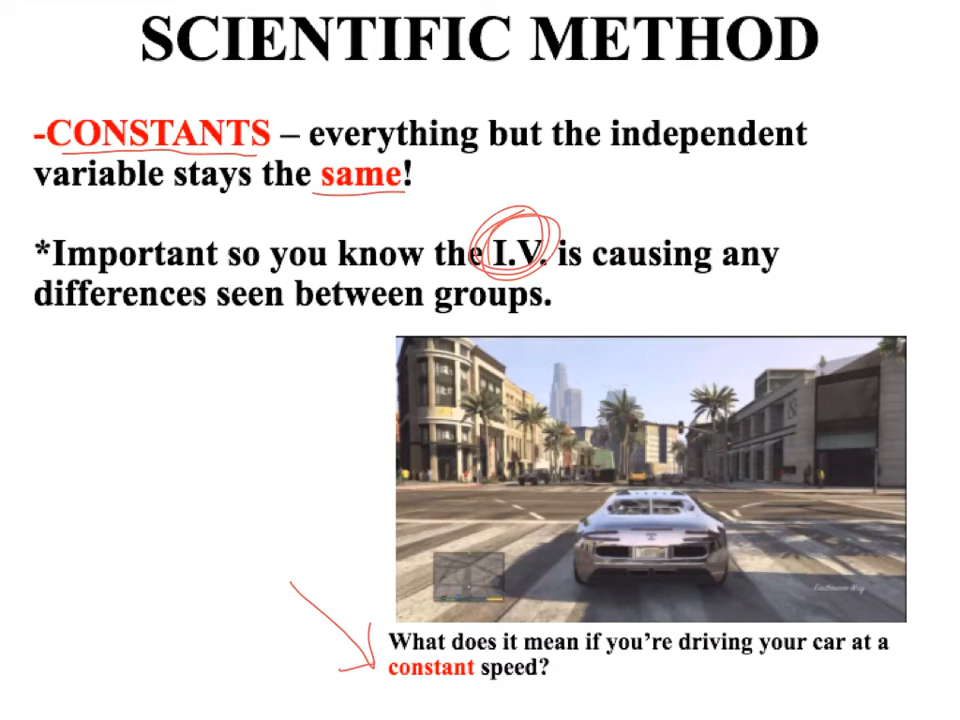 SCIENTIFIC METHOD
-CONSTANTS – everything but the independent
variable stays the same!
*Important so you know the I.V. is causing any
differences seen between groups.
What does it mean if you’re driving your car at a
constant speed?